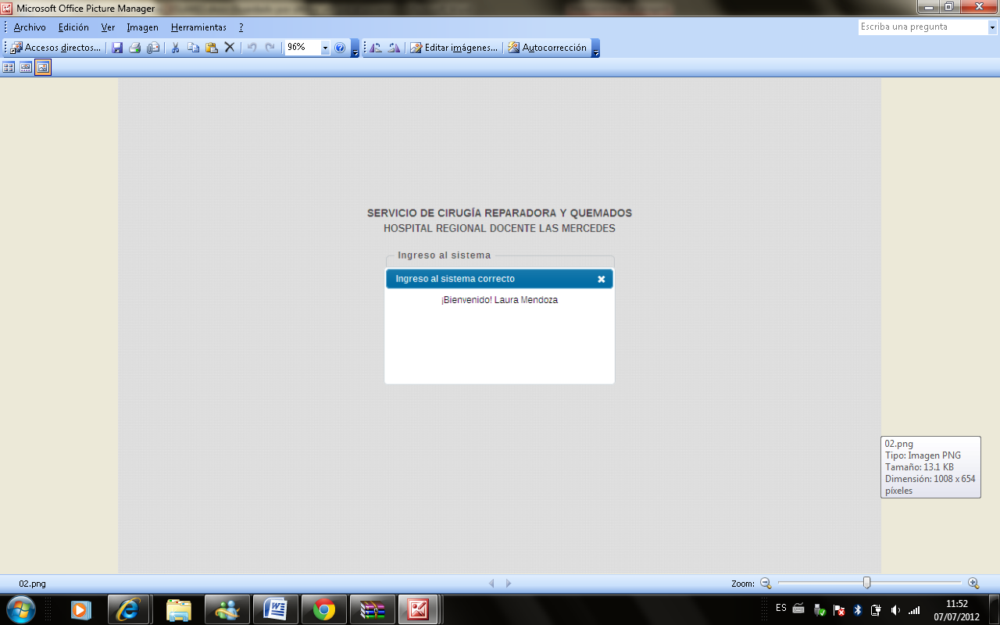 Microsoft Office Picture Manager
Archivo Edición Ver Imagen Herramientas ? Escriba una pregunta
Accesos directos... 96% Editar imágenes... Autocorrección
SERVICIO DE CIRUGÍA REPARADORA Y QUEMADOS
HOSPITAL REGIONAL DOCENTE LAS MERCEDES
Ingreso al sistema
Ingreso al sistema correcto
¡Bienvenido! Laura Mendoza
02.png
Tipo: Imagen PNG
Tamaño: 13.1 KB
Dimensión: 1008 x 654
píxeles
02.png Zoom:
ES 11:52
07/07/2012